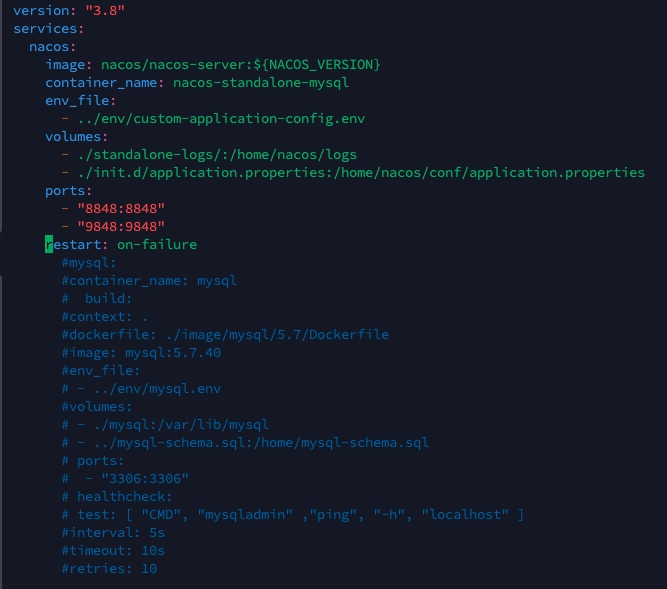 version: "3.8"
services:
  nacos:
    image: nacos/nacos-server:${NACOS_VERSION}
    container_name: nacos-standalone-mysql
    env_file:
      - ../env/custom-application-config.env
    volumes:
      - ./standalone-logs/:/home/nacos/logs
      - ./init.d/application.properties:/home/nacos/conf/application.properties
    ports:
      - "8848:8848"
      - "9848:9848"
    restart: on-failure
      #mysql:
      #container_name: mysql
      #  build:
      #context: .
      #dockerfile: ./image/mysql/5.7/Dockerfile
      #image: mysql:5.7.40
      #env_file:
      # - ../env/mysql.env
      #volumes:
      # - ./mysql:/var/lib/mysql
      # - ../mysql-schema.sql:/home/mysql-schema.sql
      # ports:
      #  - "3306:3306"
      # healthcheck:
      # test: [ "CMD", "mysqladmin" ,"ping", "-h", "localhost" ]
      #interval: 5s
      #timeout: 10s
      #retries: 10